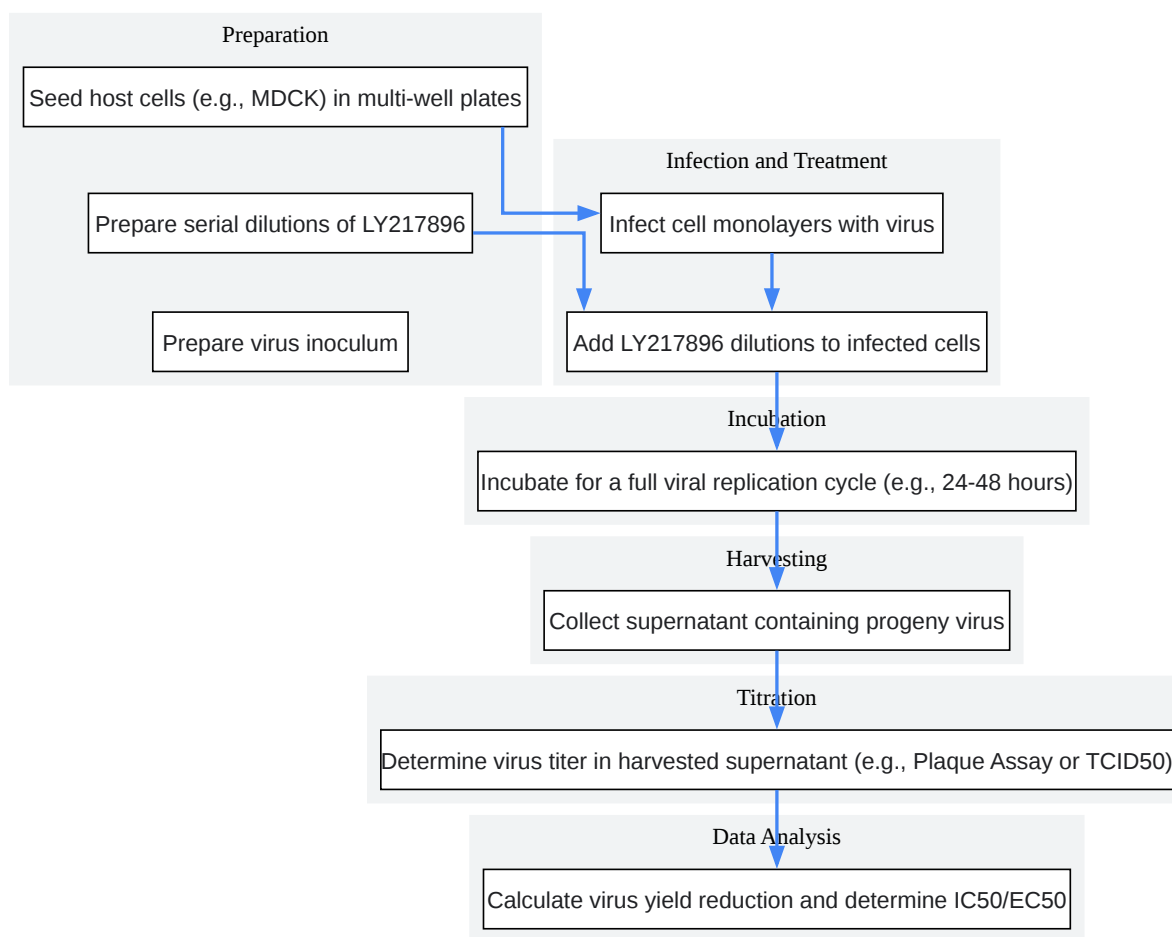 Preparation
Seed host cells (e.g., MDCK) in multi-well plates
Prepare serial dilutions of LY217896
Prepare virus inoculum
Infection and Treatment
Infect cell monolayers with virus
Add LY217896 dilutions to infected cells
Incubation
Incubate for a full viral replication cycle (e.g., 24-48 hours)
Harvesting
Collect supernatant containing progeny virus
Titration
Determine virus titer in harvested supernatant (e.g., Plaque Assay or TCID50)
Data Analysis
Calculate virus yield reduction and determine IC50/EC50